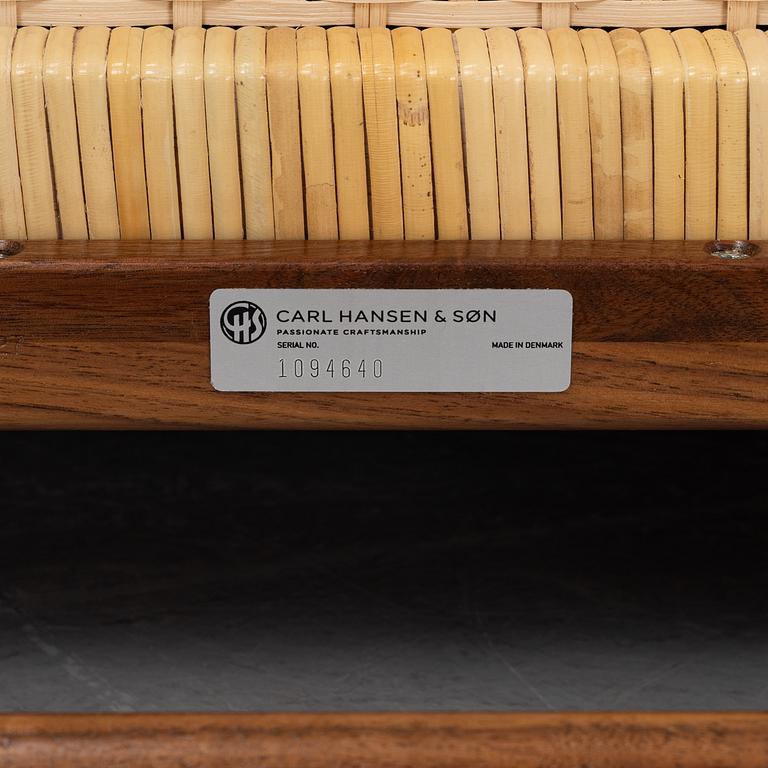 CHS
CARL HANSEN & SØN
PASSIONATE CRAFTSMANSHIP
SERIAL NO. MADE IN DENMARK
1094640